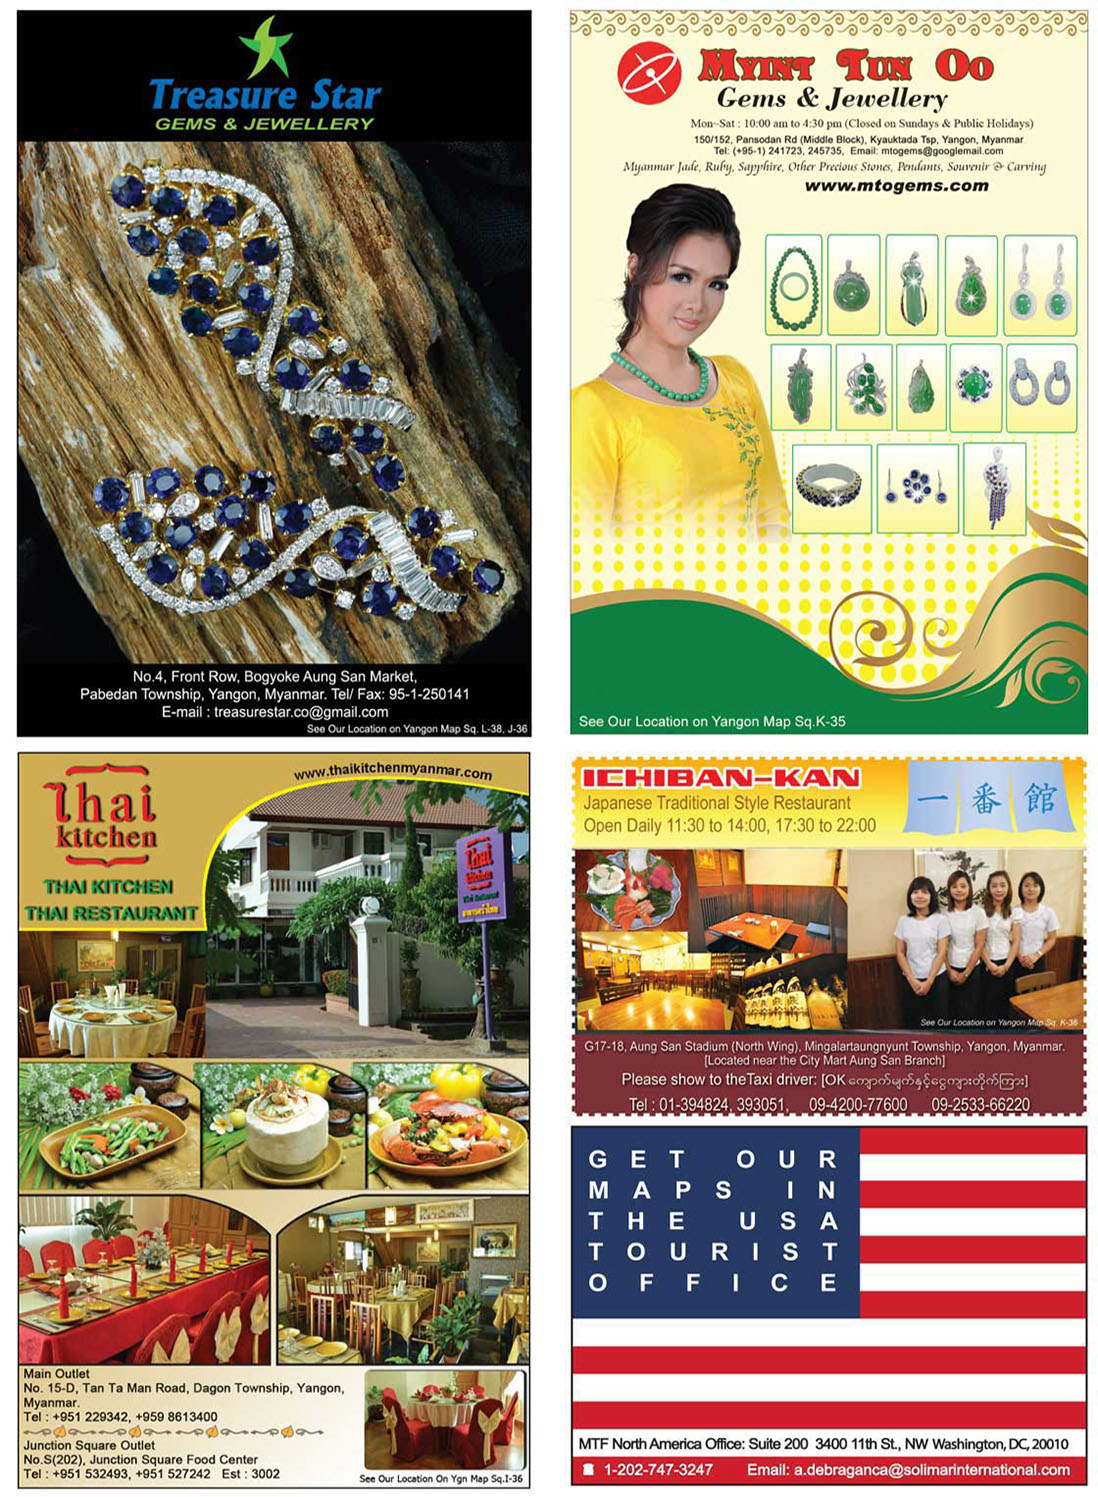 Treasure Star
GEMS & JEWELLERY
No.4, Front Row, Bogyoke Aung San Market,
Pabedan Township, Yangon, Myanmar. Tel/ Fax: 95-1-250141
E-mail : treasurestar.co@gmail.com
See Our Location on Yangon Map Sq. L-38, J-36
MYINT TUN OO
Gems & Jewellery
Mon~Sat : 10:00 am to 4:30 pm (Closed on Sundays & Public Holidays)
150/152, Pansodan Rd (Middle Block), Kyauktada Tsp, Yangon, Myanmar
Tel: (+95-1) 241723, 245735, Email: mtogems@googlemail.com
Myanmar Jade, Ruby, Sapphire, Other Precious Stones, Pendants, Souvenir & Carving
www.mtogems.com
See Our Location on Yangon Map Sq.K-35
www.thaikitchenmyanmar.com
Thai
kitchen
THAI KITCHEN
THAI RESTAURANT
Thai
kitchen
Thai Restaurant
Main Outlet
No. 15-D, Tan Ta Man Road, Dagon Township, Yangon,
Myanmar.
Tel : +951 229342, +959 8613400
Junction Square Outlet
No.S(202), Junction Square Food Center
Tel : +951 532493, +951 527242 Est : 3002
See Our Location On Ygn Map Sq.I-36
ICHIBAN-KAN
Japanese Traditional Style Restaurant
Open Daily 11:30 to 14:00, 17:30 to 22:00
一番館
See Our Location on Yangon Map Sq. K-36
G17-18, Aung San Stadium (North Wing), Mingalartaungnyunt Township, Yangon, Myanmar.
[Located near the City Mart Aung San Branch]
Please show to theTaxi driver: [OK ကျောက်မျက်နှင့်ငွေကျားတိုက်ကြား]
Tel : 01-394824, 393051, 09-4200-77600 09-2533-66220
GET OUR
MAPS IN
THE USA
TOURIST
OFFICE
MTF North America Office: Suite 200 3400 11th St., NW Washington, DC, 20010
1-202-747-3247 Email: a.debraganca@solimarinternational.com